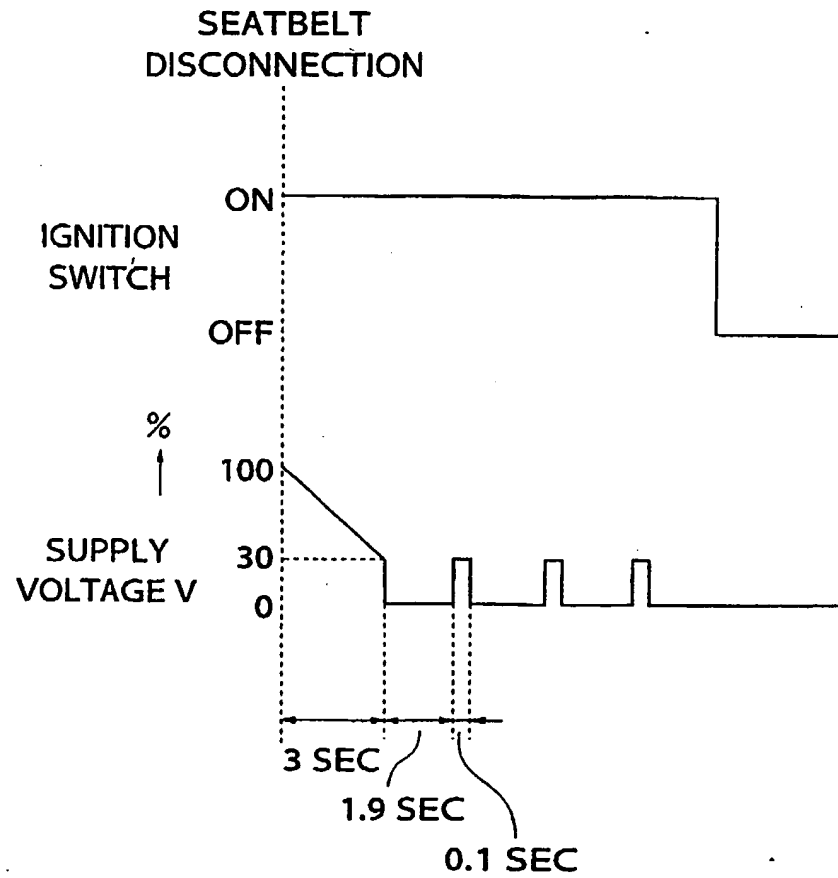 SEATBELT
DISCONNECTION
ON
IGNITION
SWITCH
OFF
%
100
30
SUPPLY
VOLTAGE V
0
3 SEC
1.9 SEC
0.1 SEC